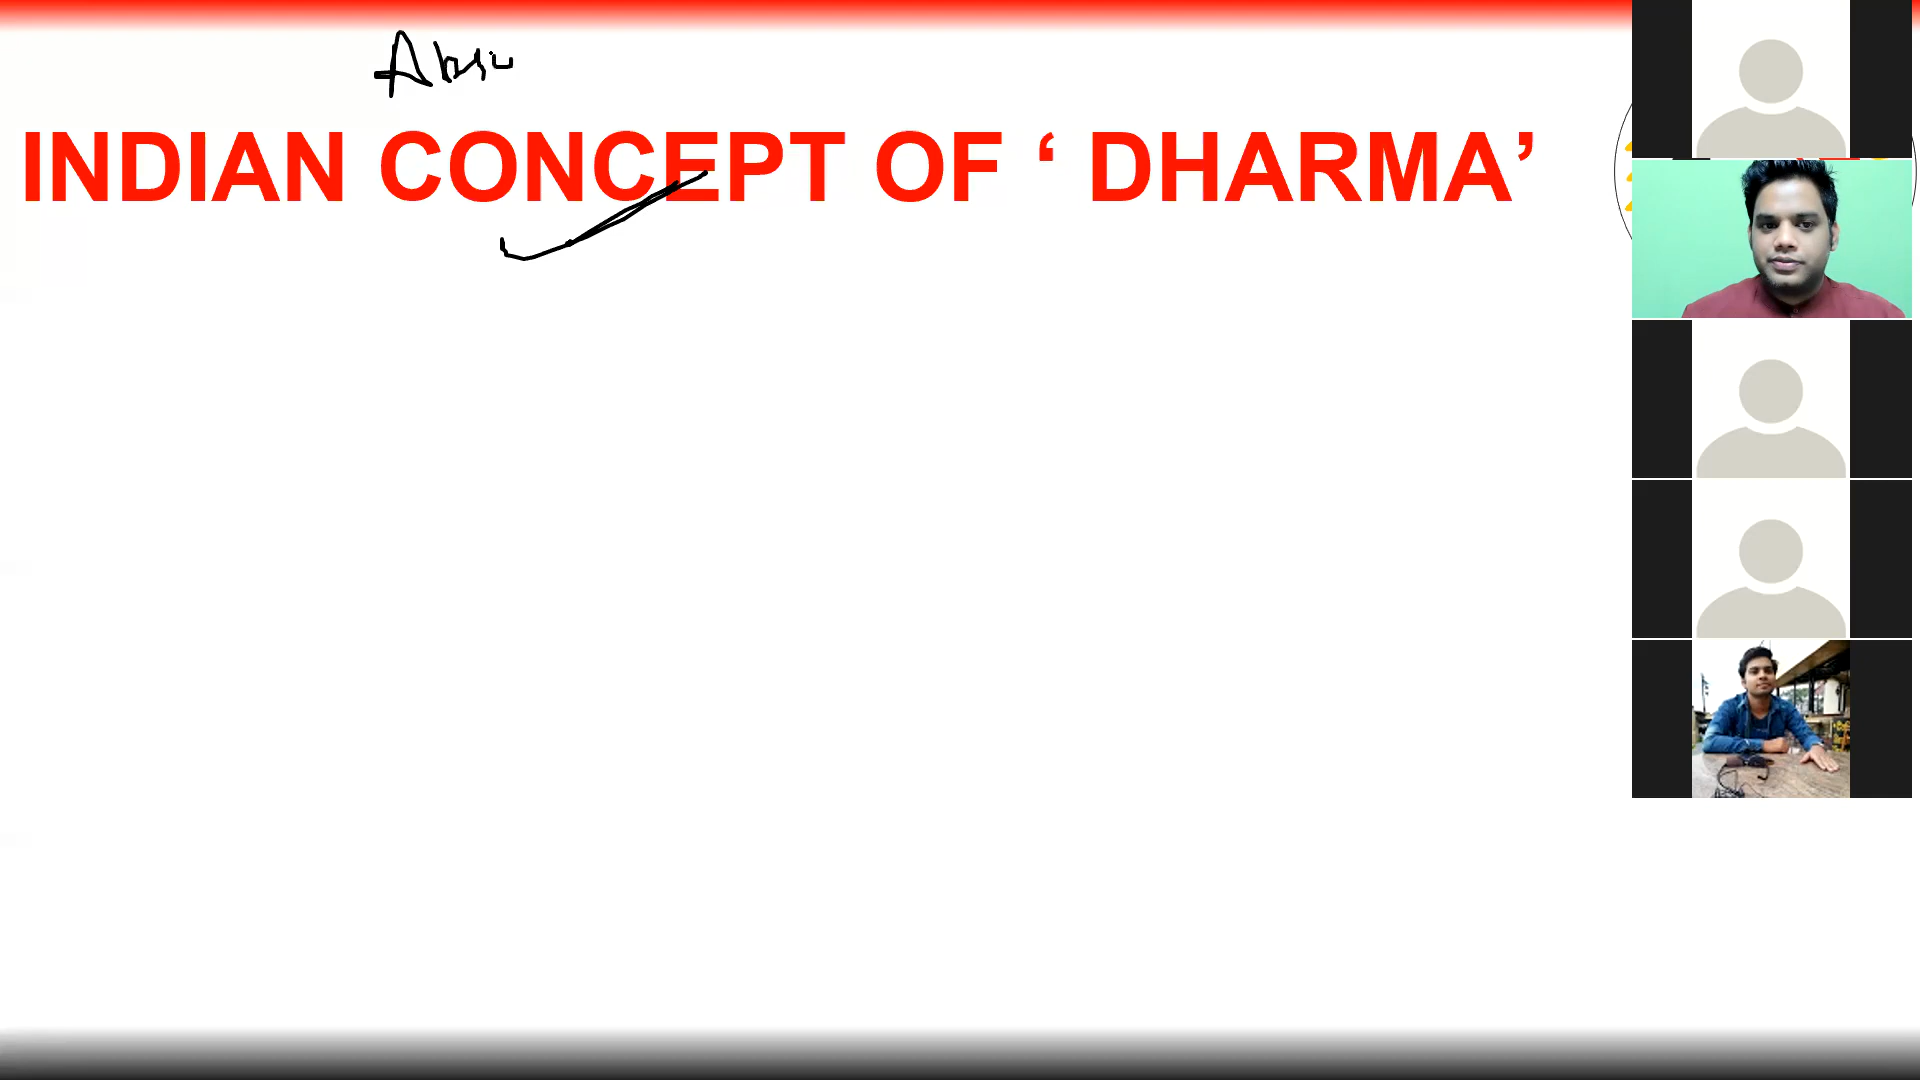 INDIAN CONCEPT OF ‘ DHARMA’